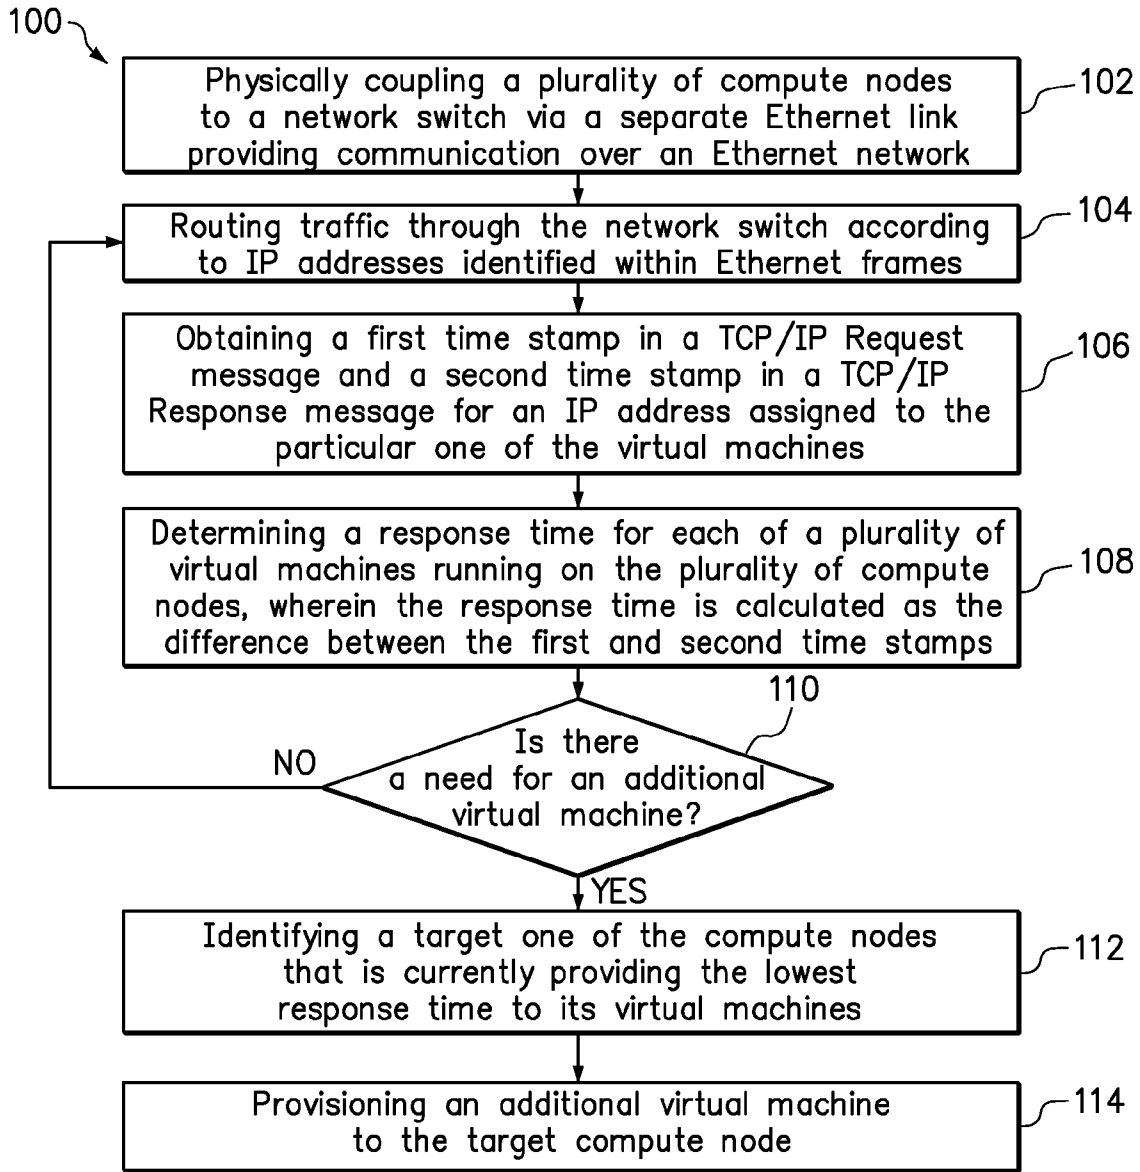 100
Physically coupling a plurality of compute nodes
to a network switch via a separate Ethernet link
providing communication over an Ethernet network
102
Routing traffic through the network switch according
to IP addresses identified within Ethernet frames
104
Obtaining a first time stamp in a TCP/IP Request
message and a second time stamp in a TCP/IP
Response message for an IP address assigned to the
particular one of the virtual machines
106
Determining a response time for each of a plurality of
virtual machines running on the plurality of compute
nodes, wherein the response time is calculated as the
difference between the first and second time stamps
108
110
Is there
a need for an additional
virtual machine?
NO
YES
Identifying a target one of the compute nodes
that is currently providing the lowest
response time to its virtual machines
112
Provisioning an additional virtual machine
to the target compute node
114